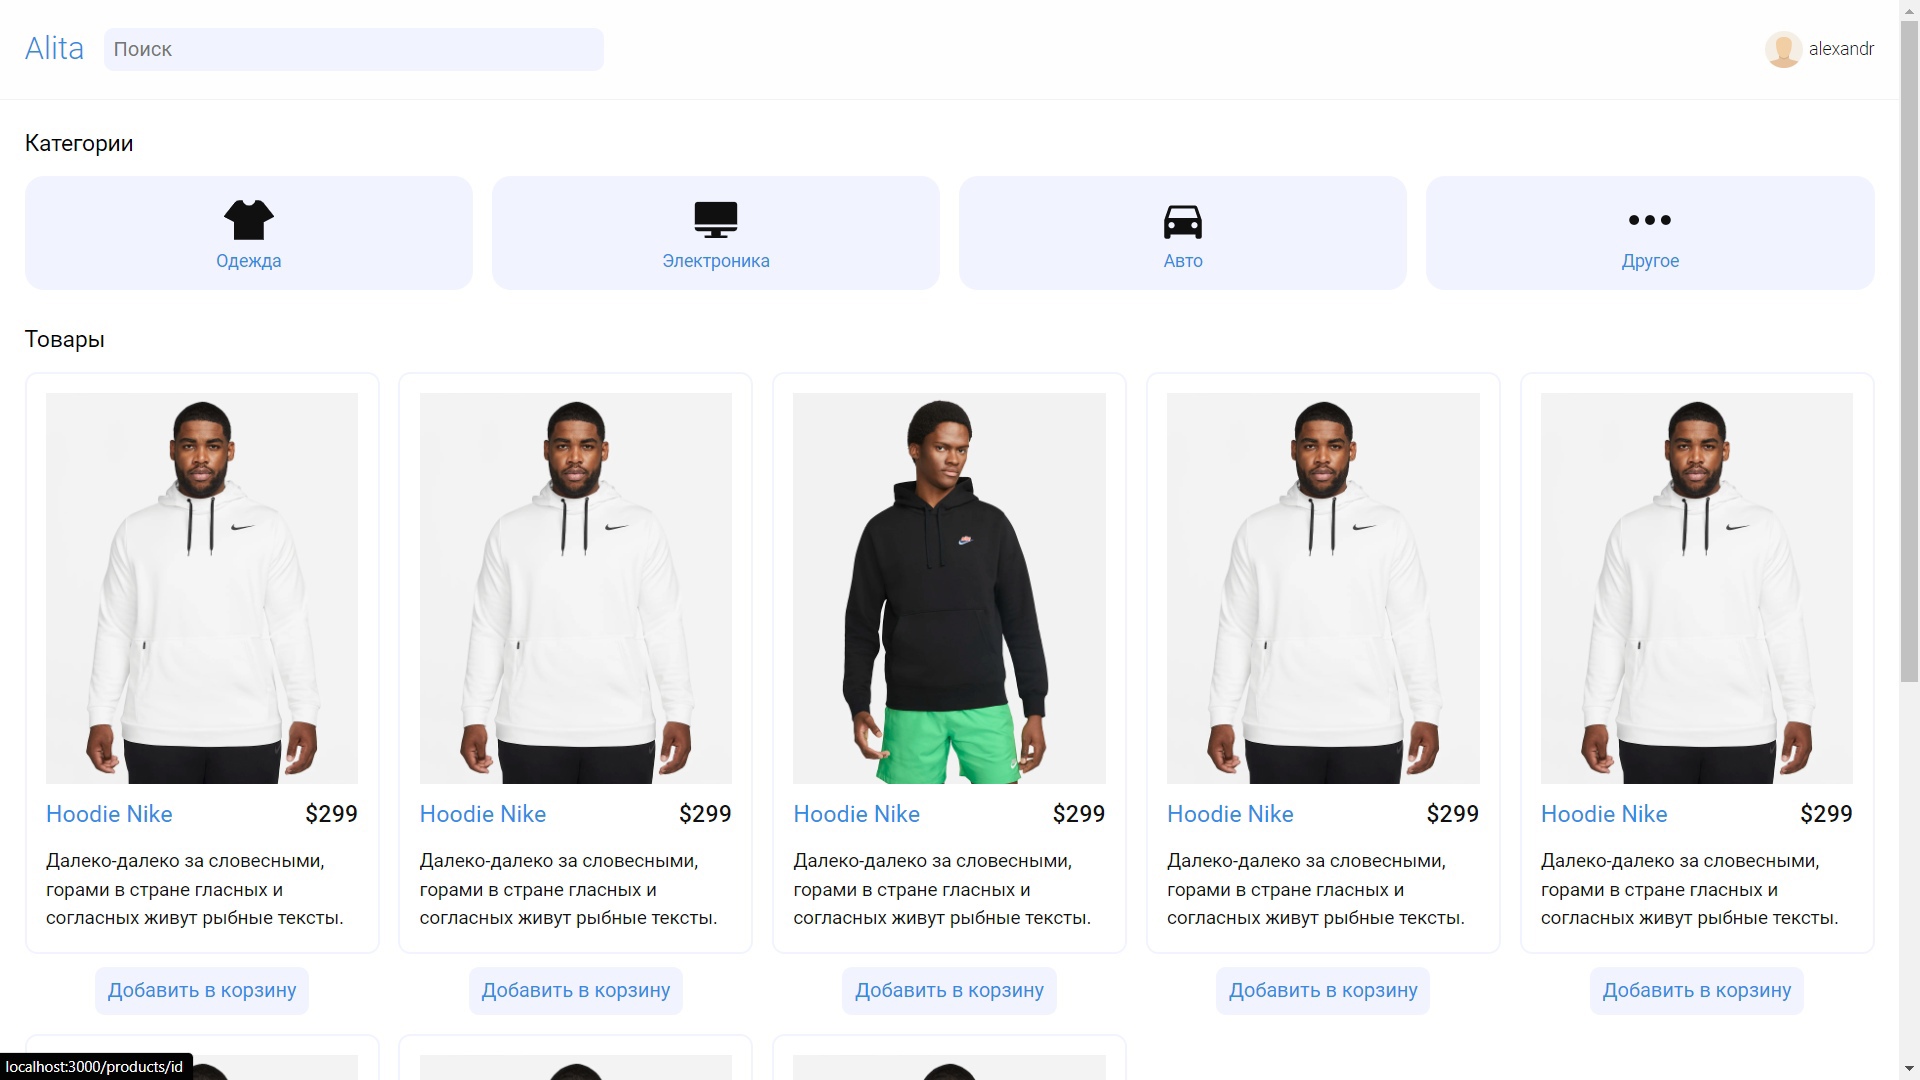 Alita
Поиск
alexandr
Категории
Одежда
Электроника
Авто
Другое
Товары
Hoodie Nike $299
Далеко-далеко за словесными,
горами в стране гласных и
согласных живут рыбные тексты.
Добавить в корзину
Hoodie Nike $299
Далеко-далеко за словесными,
горами в стране гласных и
согласных живут рыбные тексты.
Добавить в корзину
Hoodie Nike $299
Далеко-далеко за словесными,
горами в стране гласных и
согласных живут рыбные тексты.
Добавить в корзину
Hoodie Nike $299
Далеко-далеко за словесными,
горами в стране гласных и
согласных живут рыбные тексты.
Добавить в корзину
Hoodie Nike $299
Далеко-далеко за словесными,
горами в стране гласных и
согласных живут рыбные тексты.
Добавить в корзину
localhost:3000/products/id